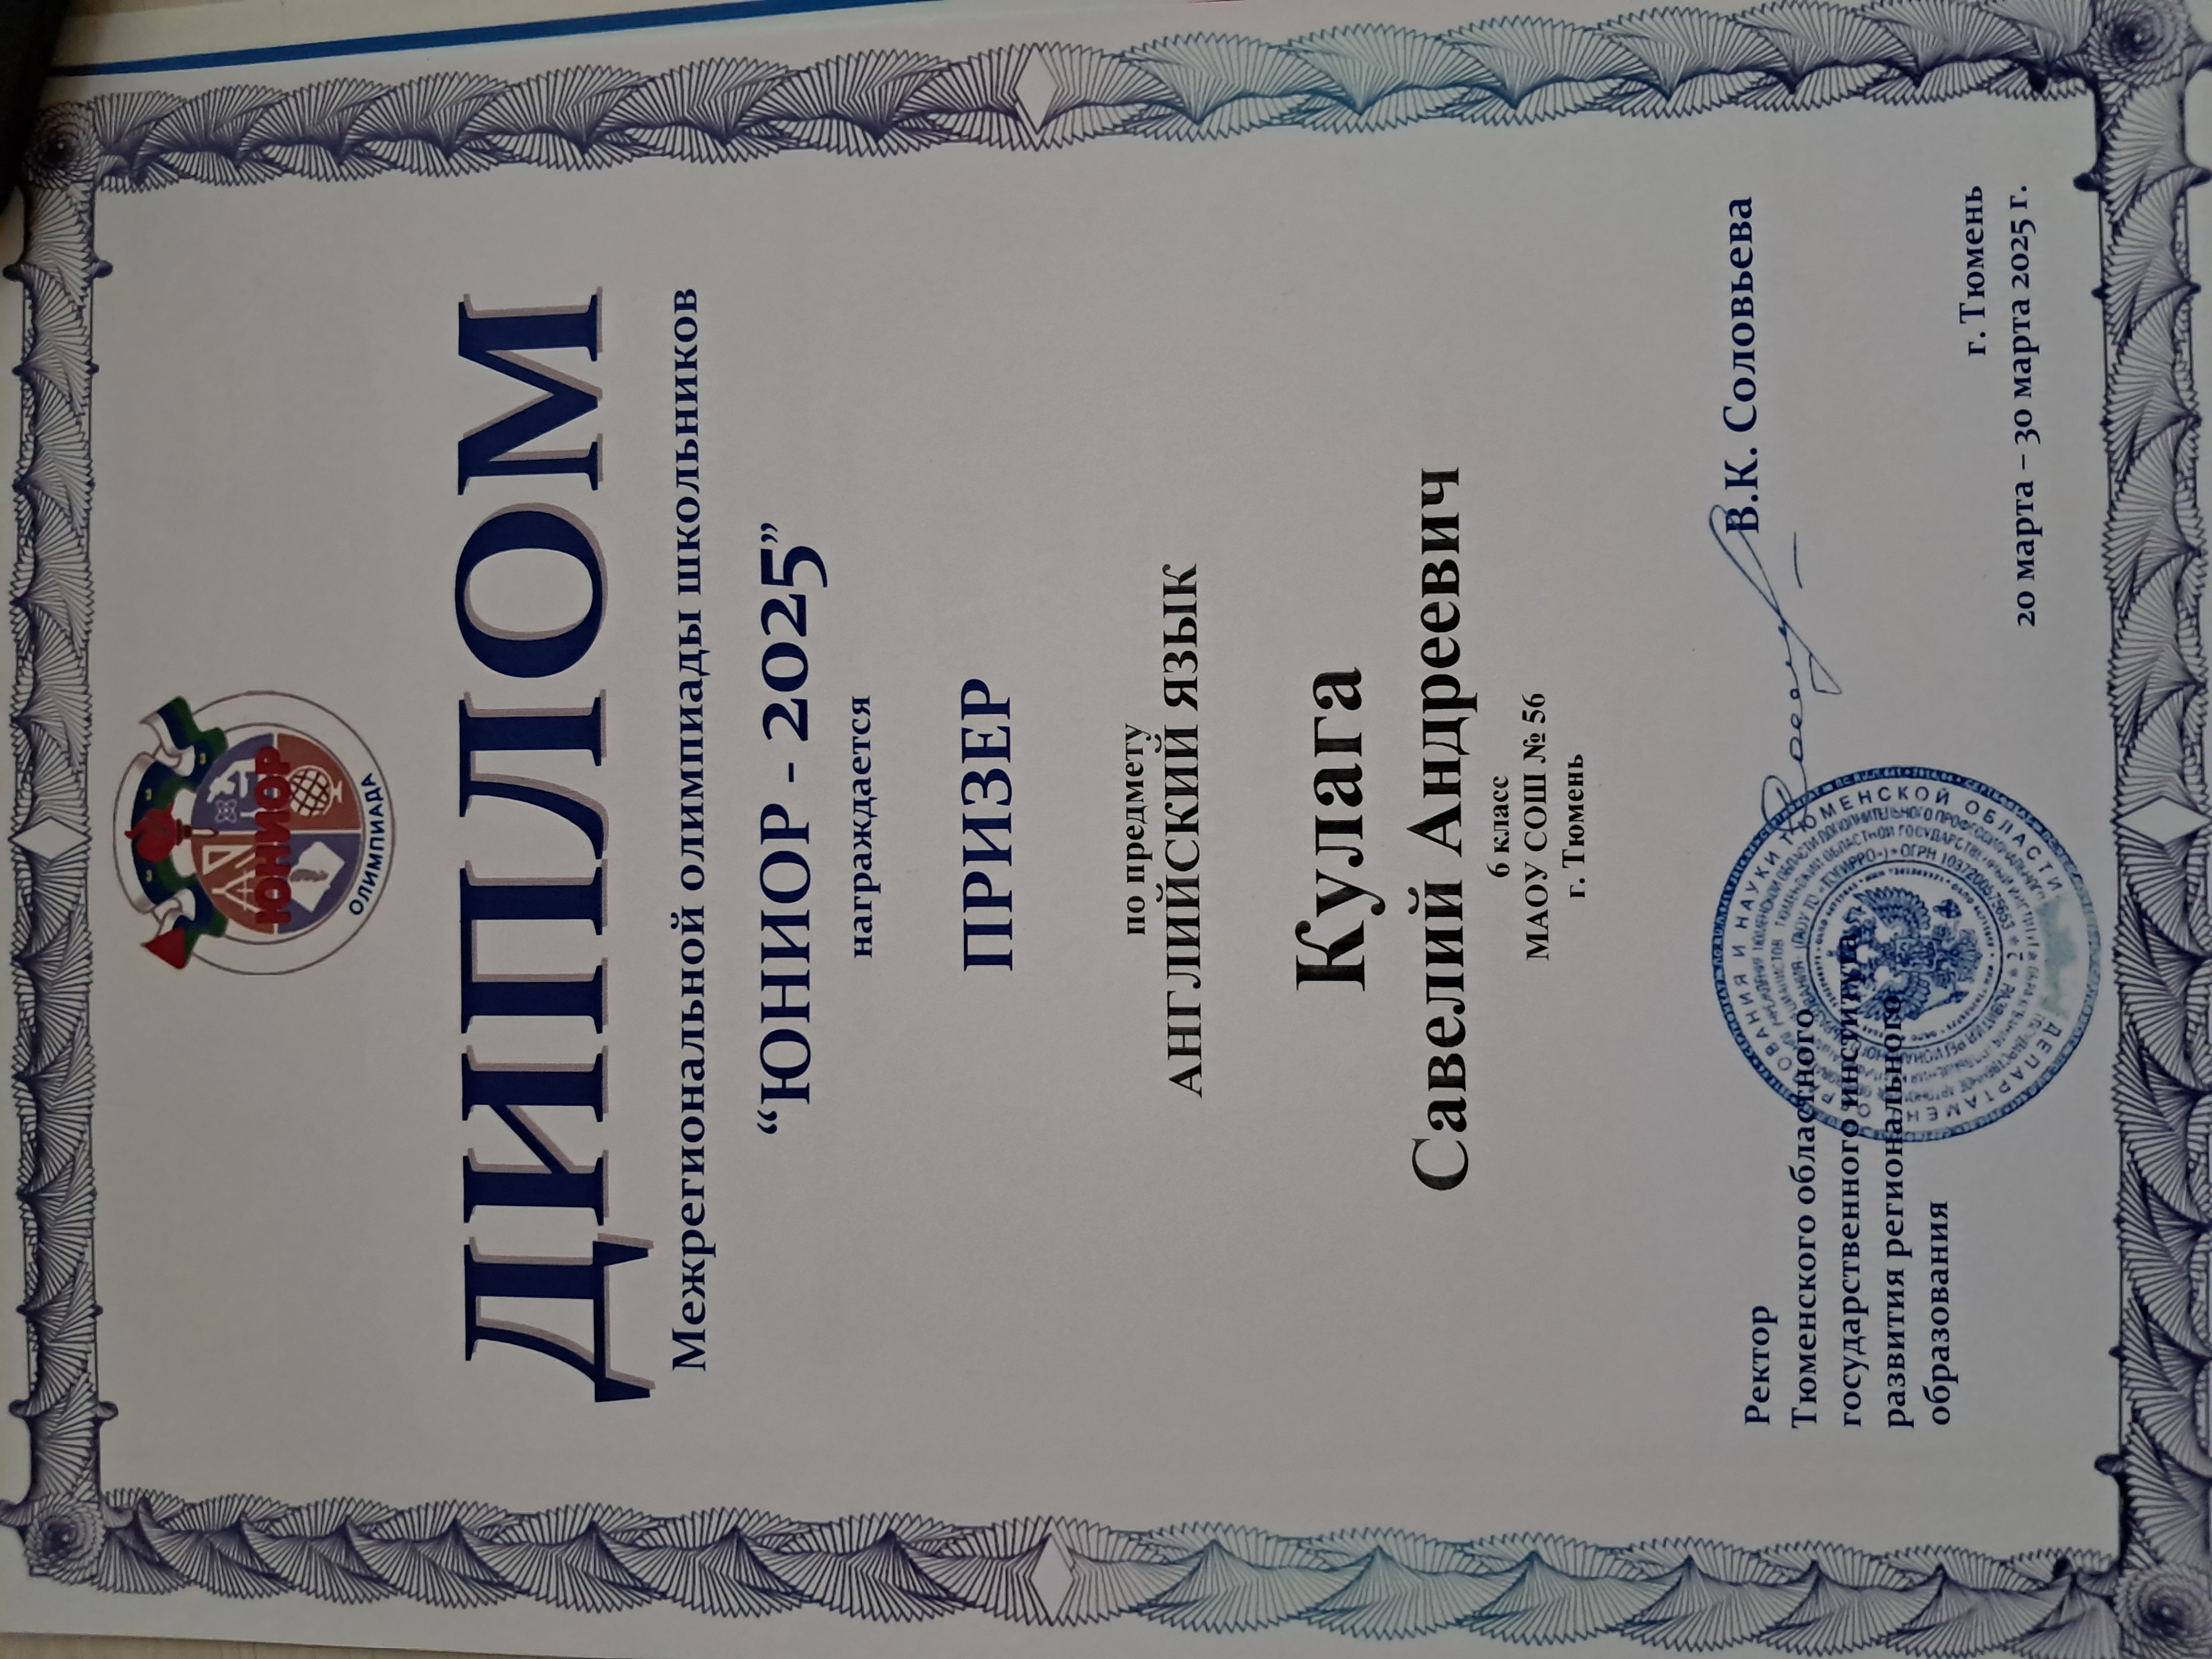 ЮНИОР
ОЛИМПИАДА
ДИПЛОМ
Межрегиональной олимпиады школьников
“ЮНИОР - 2025”
награждается
ПРИЗЕР
по предмету
АНГЛИЙСКИЙ ЯЗЫК
Кулага
Савелий Андреевич
6 класс
МАОУ СОШ № 56
г. Тюмень
Ректор
Тюменского областного
государственного института
развития регионального
образования
В.К. Соловьева
г. Тюмень
20 марта – 30 марта 2025 г.